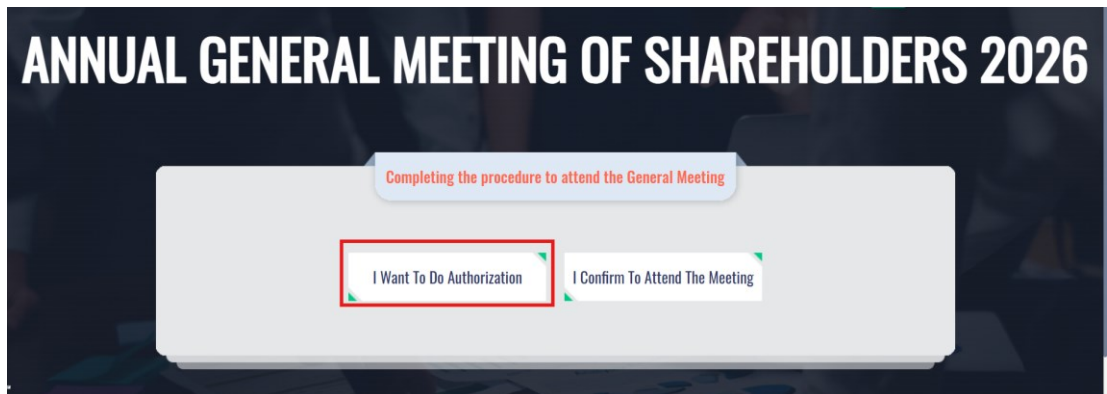 ANNUAL GENERAL MEETING OF SHAREHOLDERS 2026
Completing the procedure to attend the General Meeting
I Want To Do Authorization
I Confirm To Attend The Meeting